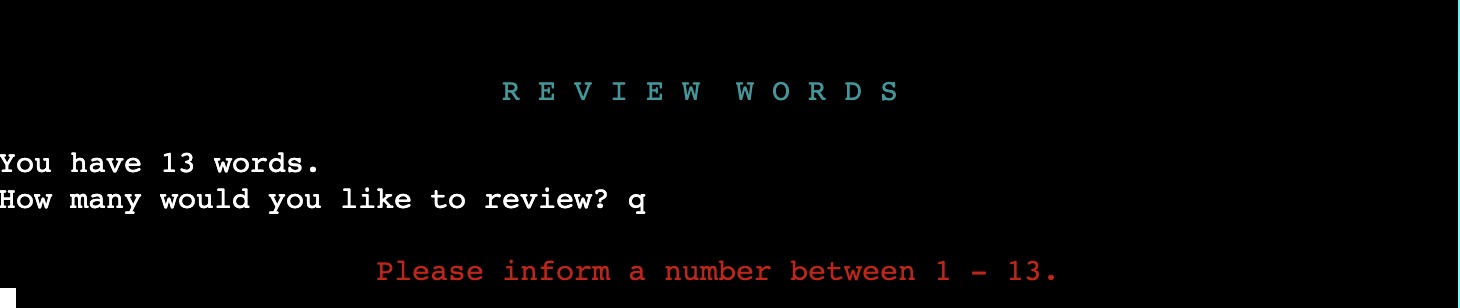 R E V I E W  W O R D S
You have 13 words.
How many would you like to review? q
Please inform a number between 1 - 13.